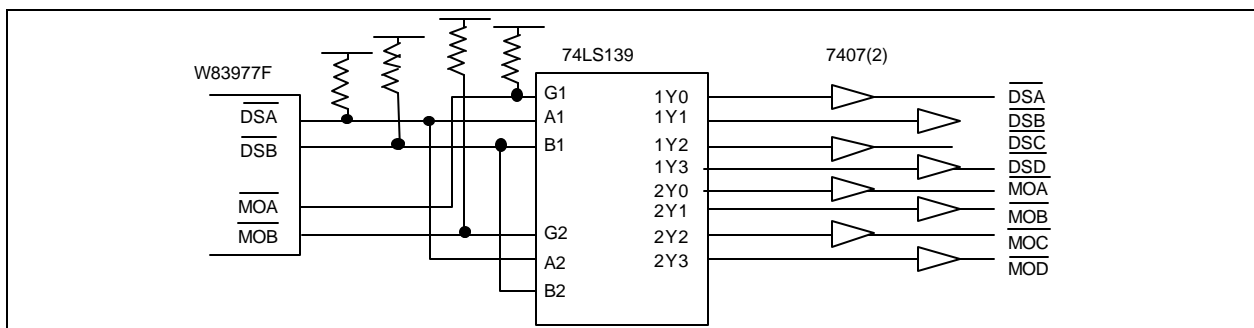 74LS139
7407(2)
W83977F
DSA
DSB
MOA
MOB
G1
A1
B1
G2
A2
B2
1Y0
1Y1
1Y2
1Y3
2Y0
2Y1
2Y2
2Y3
DSA
DSB
DSC
DSD
MOA
MOB
MOC
MOD